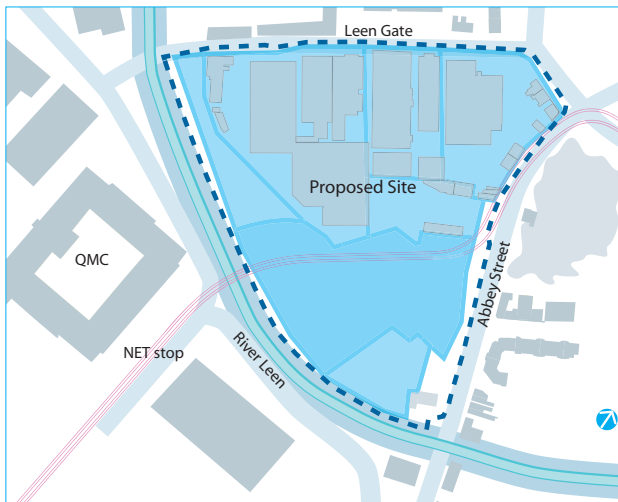 Leen Gate
Proposed Site
QMC
Abbey Street
NET stop
River Leen